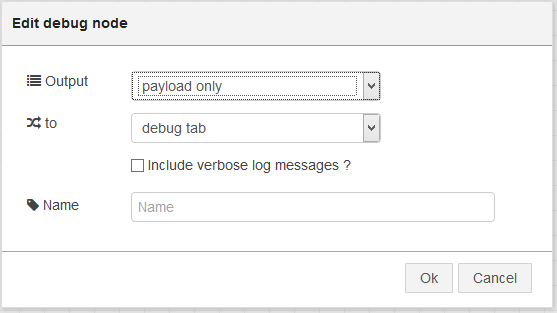 Edit debug node
Output
payload only
to
debug tab
Include verbose log messages ?
Name
Name
Ok
Cancel